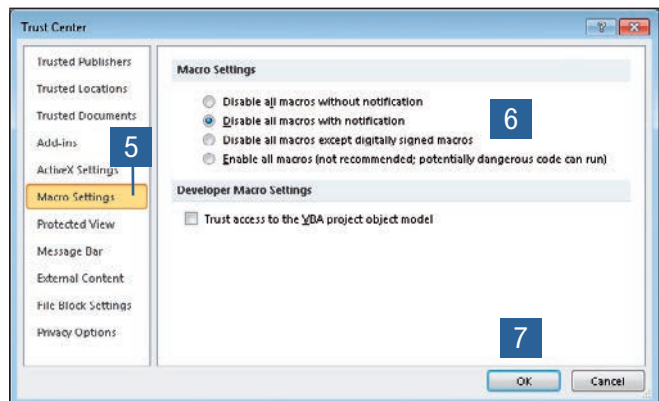 Trust Center
Trusted Publishers
Trusted Locations
Trusted Documents
Add-ins
5
ActiveX Settings
Macro Settings
Protected View
Message Bar
External Content
File Block Settings
Privacy Options
Macro Settings
Disable all macros without notification
Disable all macros with notification
6
Disable all macros except digitally signed macros
Enable all macros (not recommended; potentially dangerous code can run)
Developer Macro Settings
Trust access to the VBA project object model
7
OK
Cancel